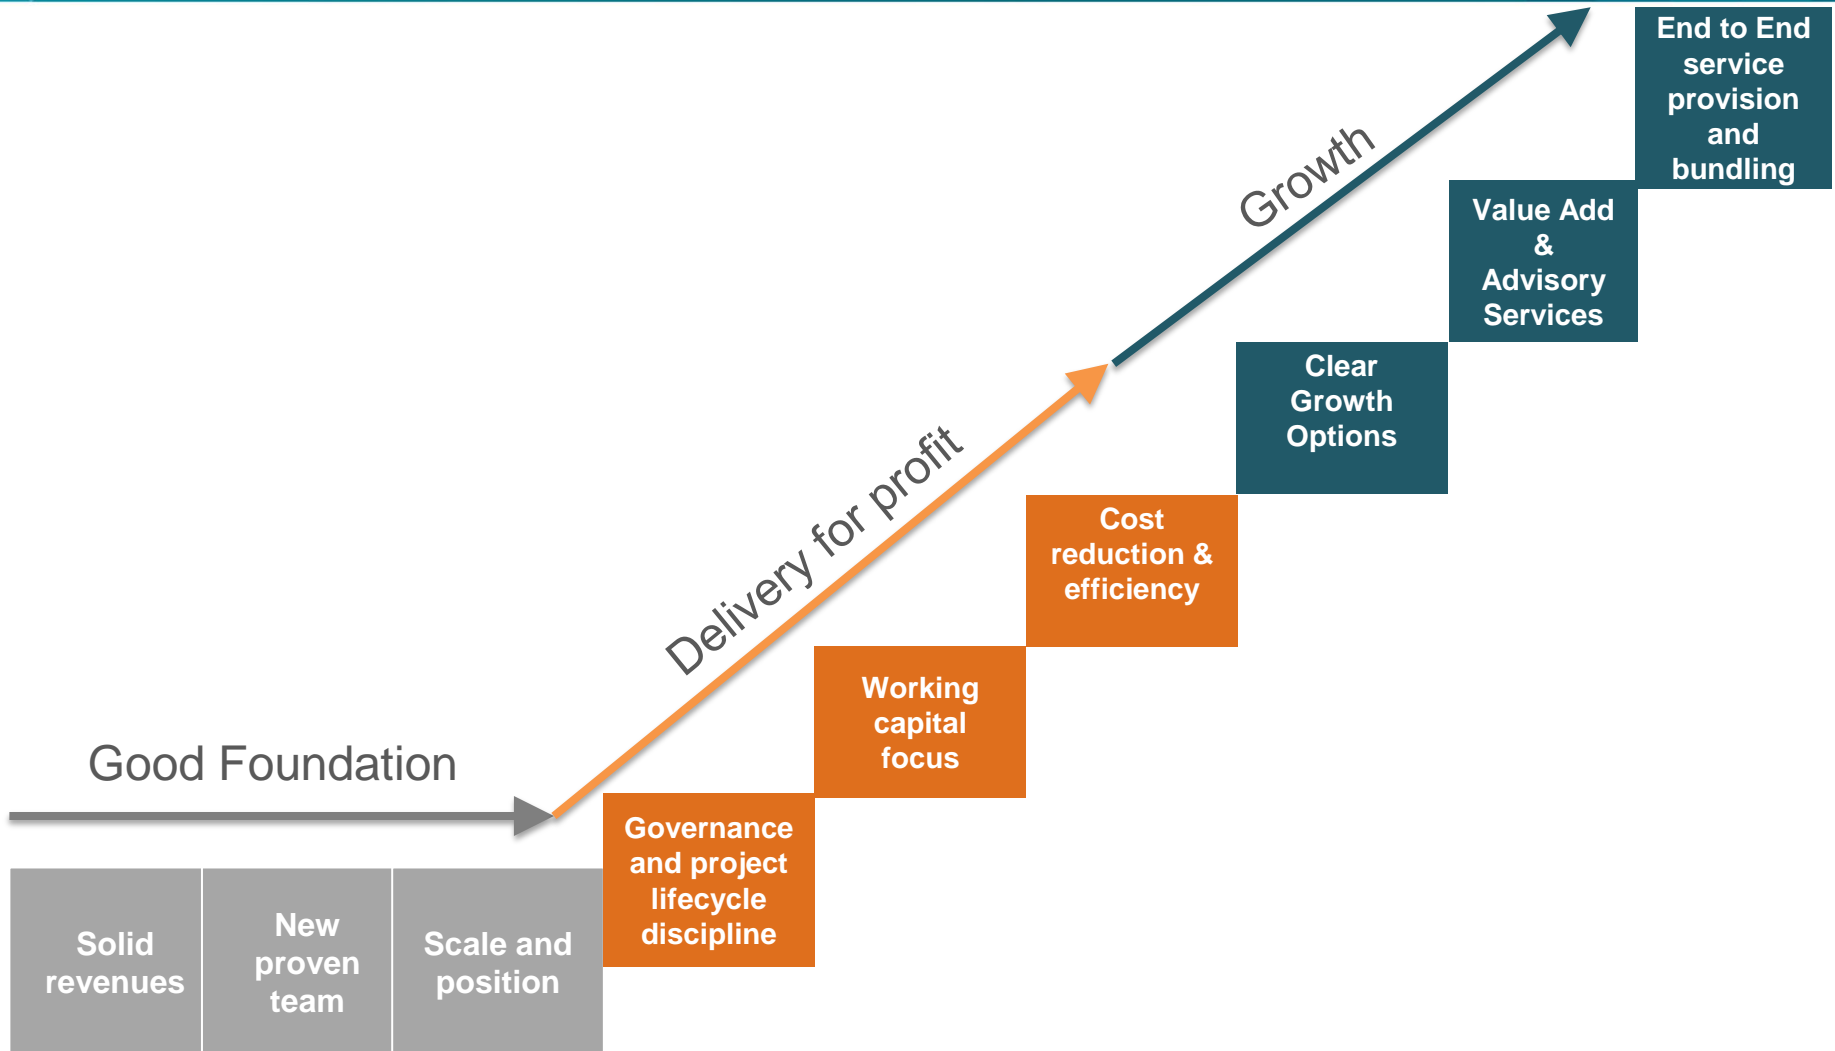 End to End
service
provision
and
bundling
Growth
Value Add
&
Advisory
Services
Clear
Growth
Options
Delivery for profit
Cost
reduction &
efficiency
Working
capital
focus
Good Foundation
Governance
and project
lifecycle
discipline
Solid
revenues
New
proven
team
Scale and
position